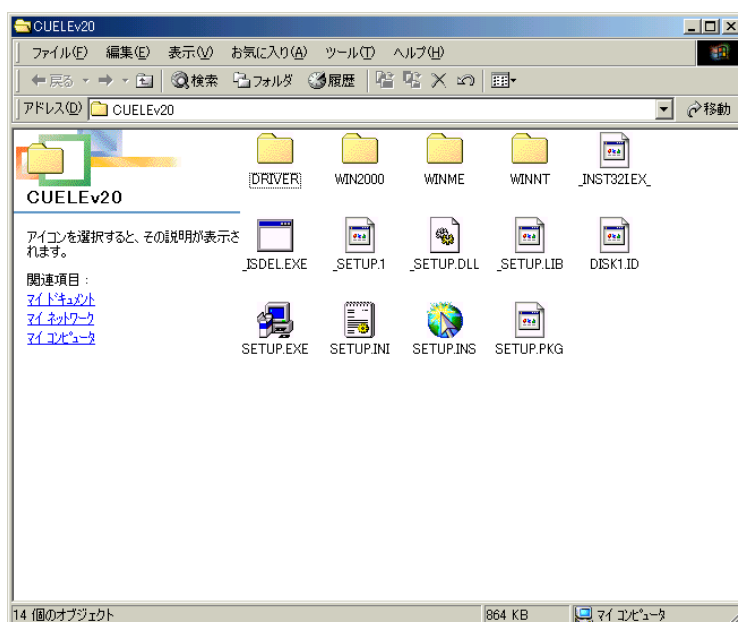 CUELEv20
ファイル(F) 編集(E) 表示(V) お気に入り(A) ツール(T) ヘルプ(H)
戻る 検索 フォルダ 履歴
アドレス(D) CUELEv20 移動
DRIVER WIN2000 WINME WINNT _INST32I.EX_
CUELEv20
アイコンを選択すると、その説明が表示さ
れます。
_ISDEL.EXE _SETUP.1 _SETUP.DLL _SETUP.LIB DISK1.ID
関連項目:
マイ ドキュメント
マイ ネットワーク
マイ コンピュータ
SETUP.EXE SETUP.INI SETUP.INS SETUP.PKG
14 個のオブジェクト 864 KB マイ コンピュータ